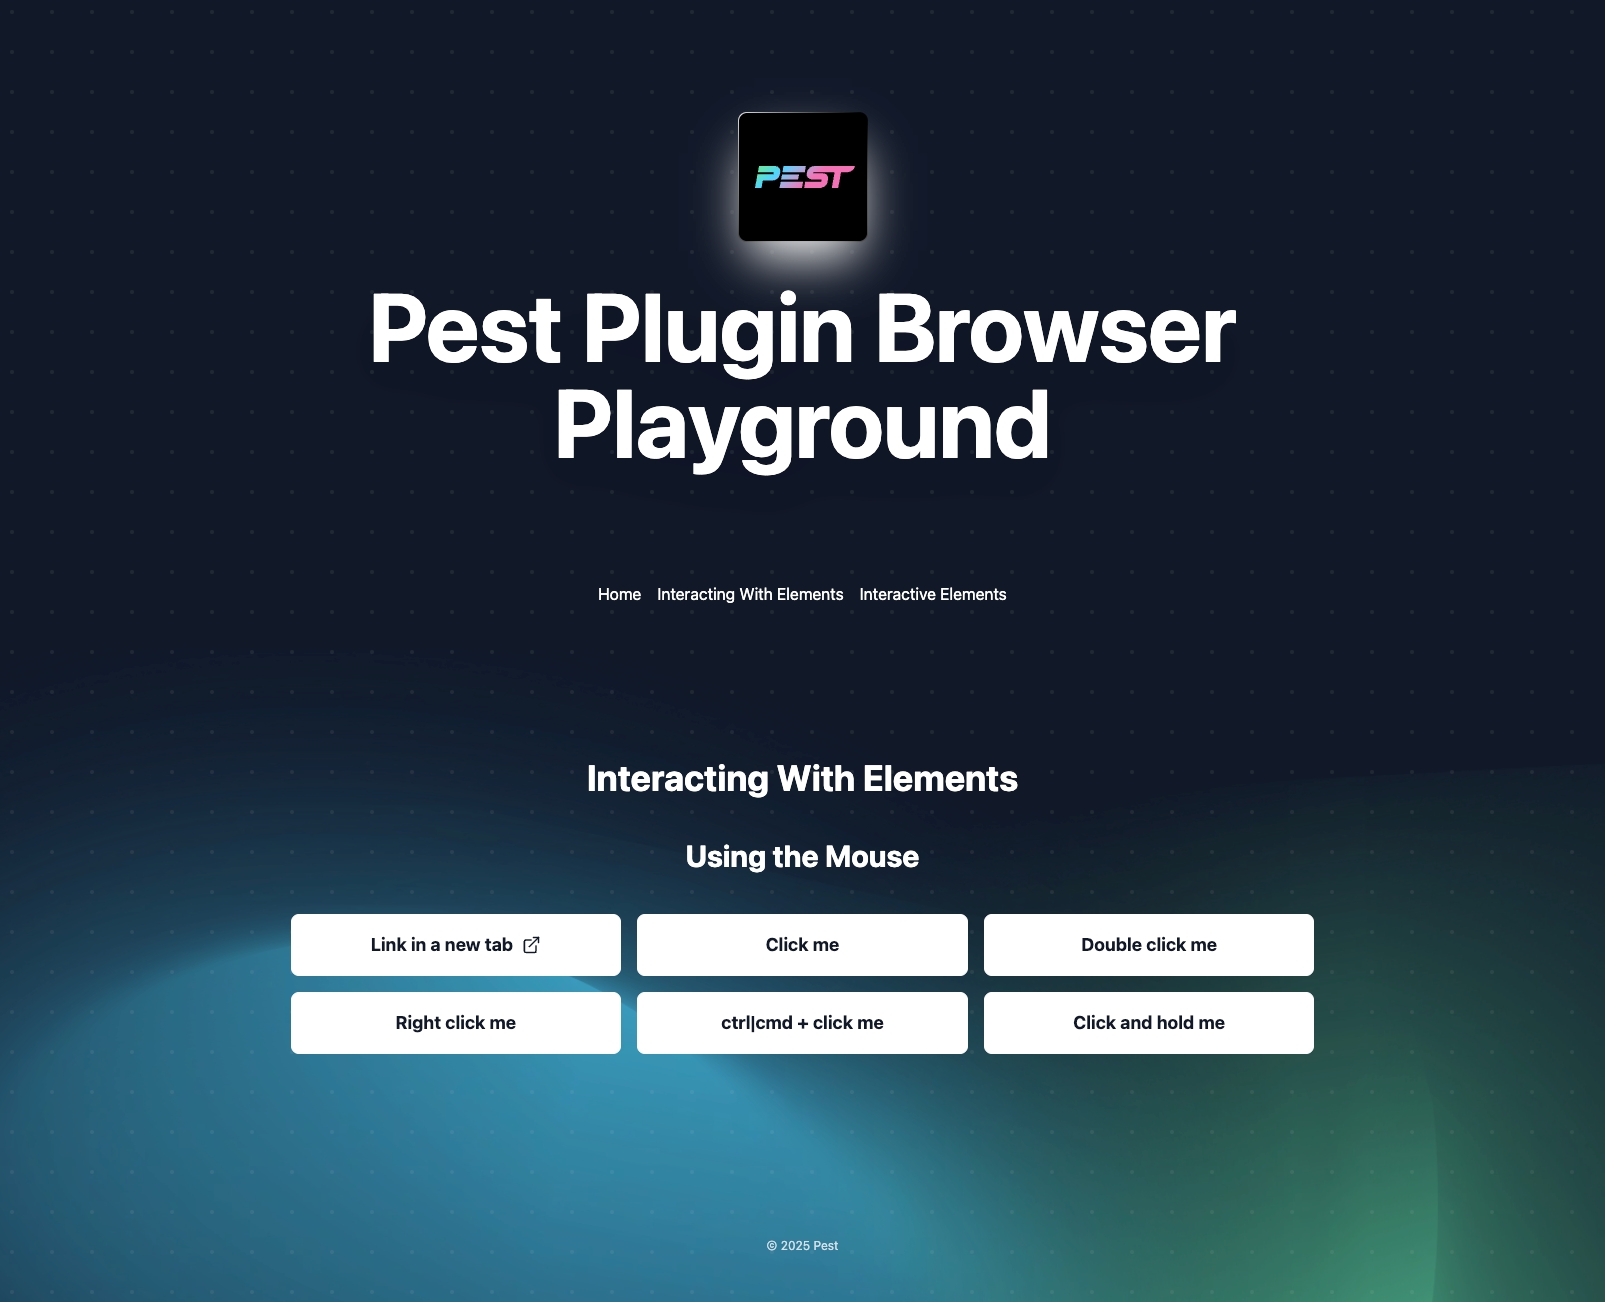 PEST
Pest Plugin Browser
Playground
Home Interacting With Elements Interactive Elements
Interacting With Elements
Using the Mouse
Link in a new tab
Click me
Double click me
Right click me
ctrl|cmd + click me
Click and hold me
© 2025 Pest